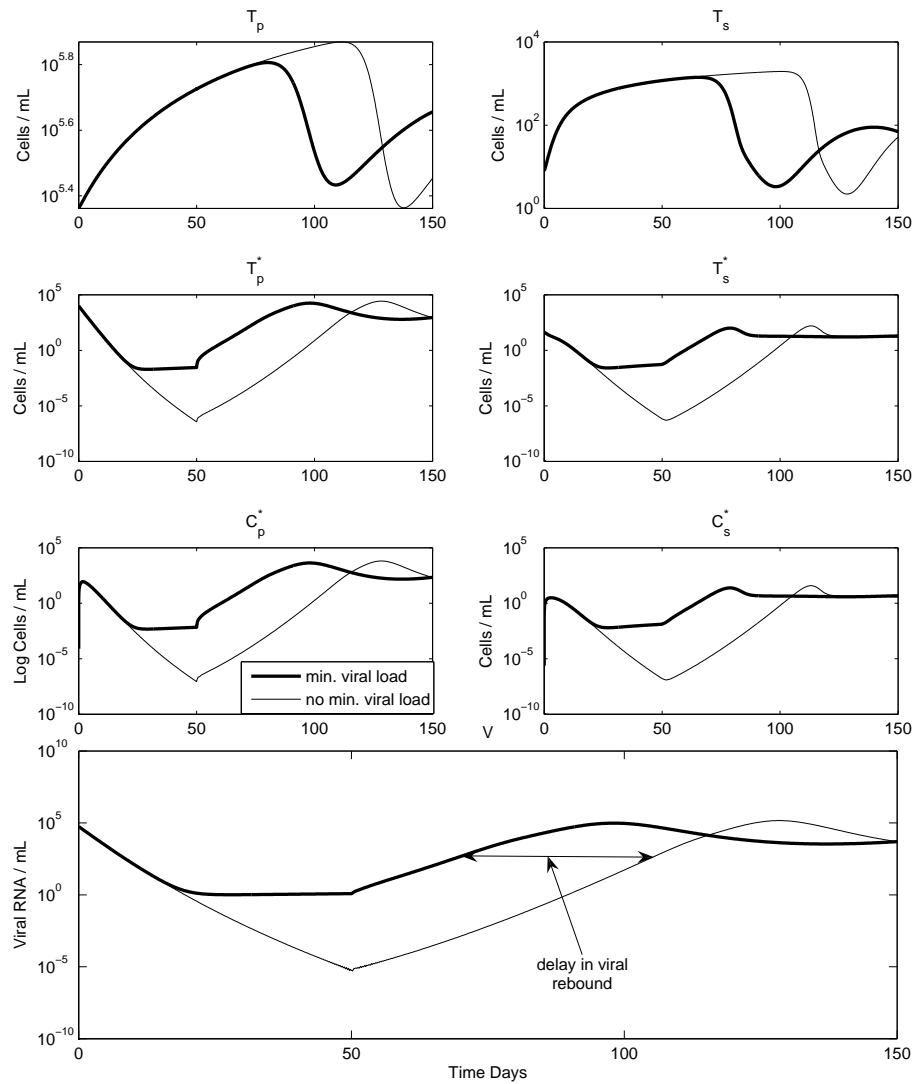 T_p
T_s
Cells / mL
10^5.8
10^5.6
10^5.4
0 50 100 150
Cells / mL
10^4
10^2
10^0
0 50 100 150
T_p^*
T_s^*
Cells / mL
10^5
10^0
10^−5
10^−10
0 50 100 150
Cells / mL
10^5
10^0
10^−5
10^−10
0 50 100 150
C_p^*
C_s^*
Log Cells / mL
10^5
10^0
10^−5
10^−10
0 50 100 150
min. viral load
no min. viral load
Cells / mL
10^5
10^0
10^−5
10^−10
0 50 100 150
V
Viral RNA / mL
10^10
10^5
10^0
10^−5
10^−10
delay in viral
rebound
0 50 100 150
Time Days